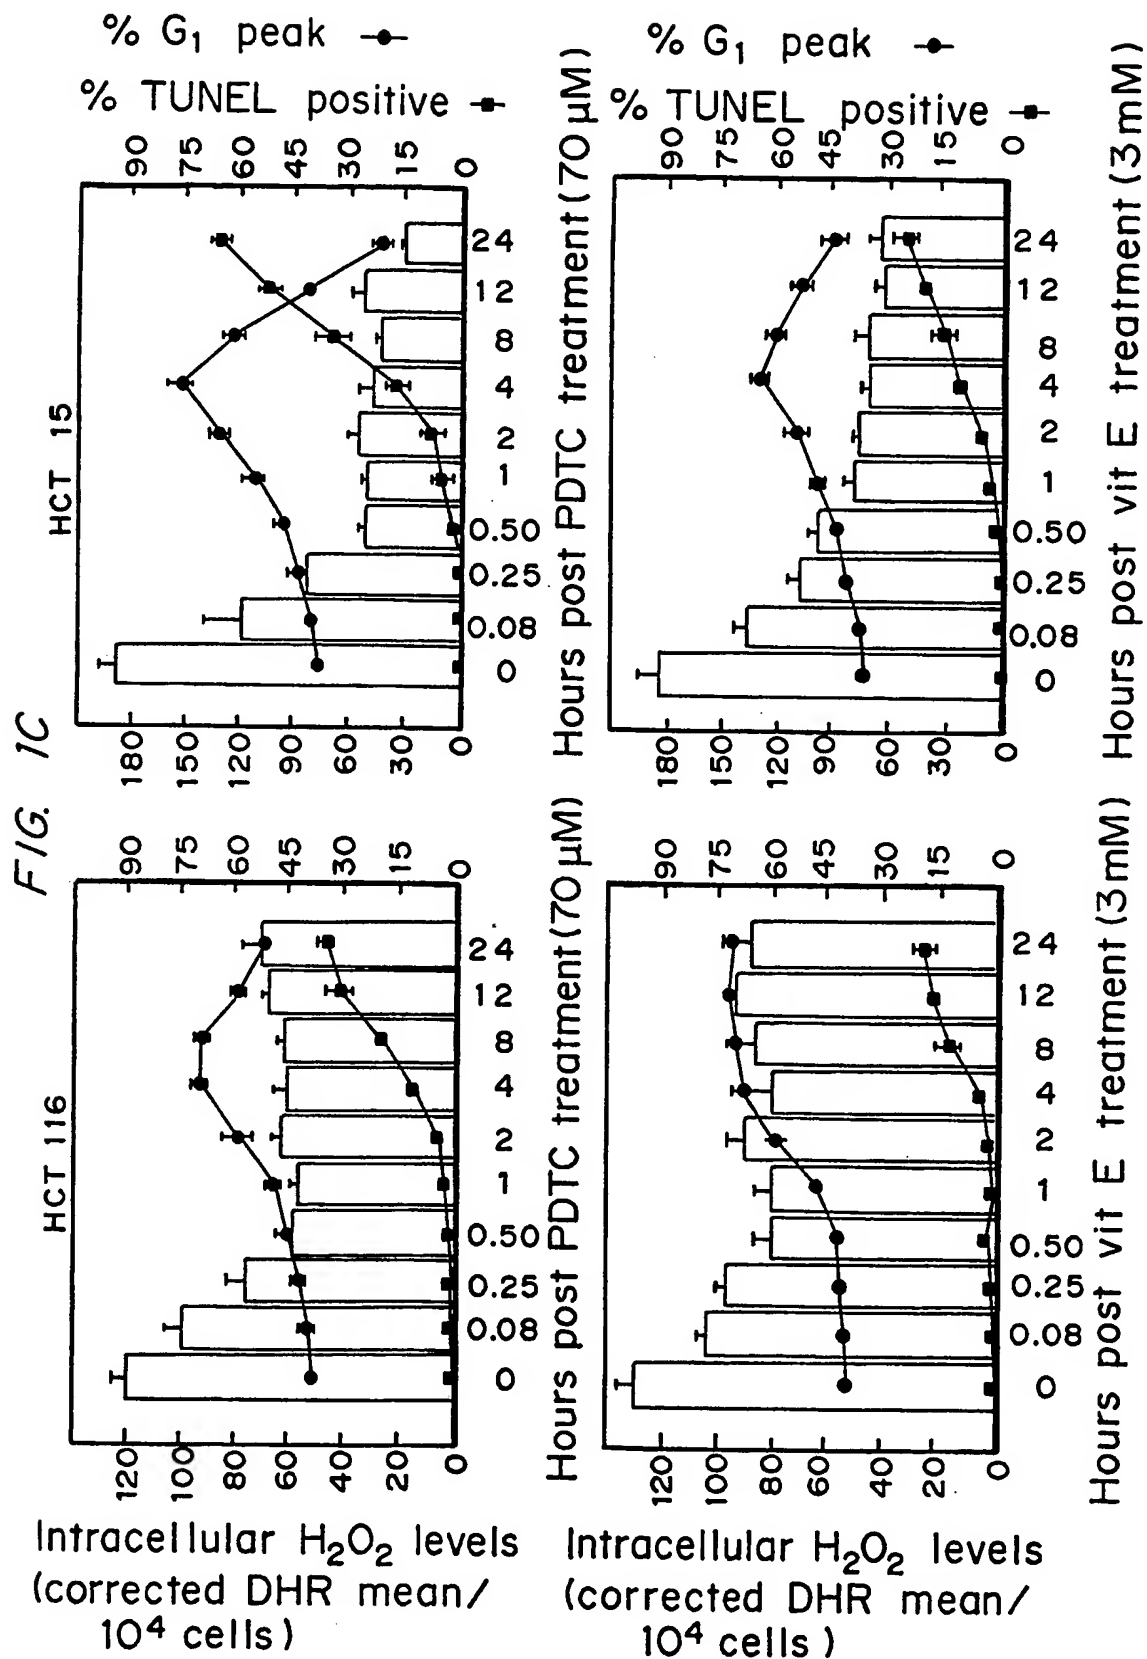 FIG. 1C
HCT 116
HCT 15
Intracellular H₂O₂ levels
(corrected DHR mean/
10⁴ cells)
120
100
80
60
40
20
0
0 0.08 0.25 0.50 1 2 4 8 12 24
Hours post PDTC treatment (70 µM)
90
75
60
45
30
15
0
180
150
120
90
60
30
0
0 0.08 0.25 0.50 1 2 4 8 12 24
Hours post PDTC treatment (70 µM)
90
75
60
45
30
15
0
% TUNEL positive
% G₁ peak
Intracellular H₂O₂ levels
(corrected DHR mean/
10⁴ cells)
120
100
80
60
40
20
0
0 0.08 0.25 0.50 1 2 4 8 12 24
Hours post vit E treatment (3mM)
90
75
60
45
30
15
0
180
150
120
90
60
30
0
0 0.08 0.25 0.50 1 2 4 8 12 24
Hours post vit E treatment (3mM)
90
75
60
45
30
15
0
% TUNEL positive
% G₁ peak